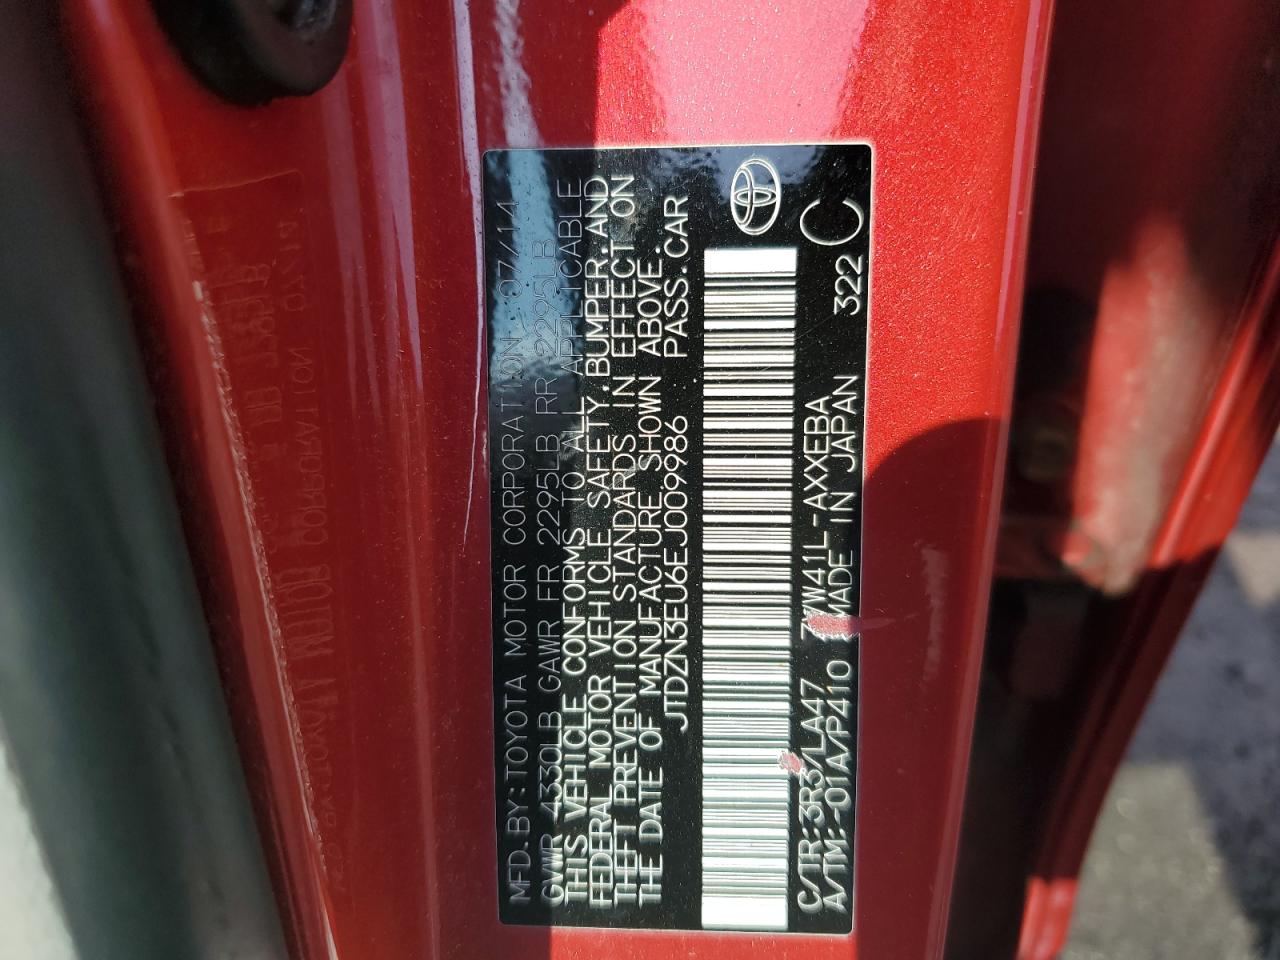 MFD.BY:TOYOTA MOTOR CORPORATION 07/14
GVWR 4330LB GAWR FR 2295LB RR 2295LB
THIS VEHICLE CONFORMS TO ALL APPLICABLE
FEDERAL MOTOR VEHICLE SAFETY,BUMPER,AND
THEFT PREVENTION STANDARDS IN EFFECT ON
THE DATE OF MANUFACTURE SHOWN ABOVE.
JTDZN3EU6EJ009986 PASS.CAR
C/TR:3R3/LA47 ZVW41L-AXXEBA 322 C
A/TM:-01A/P410 MADE IN JAPAN